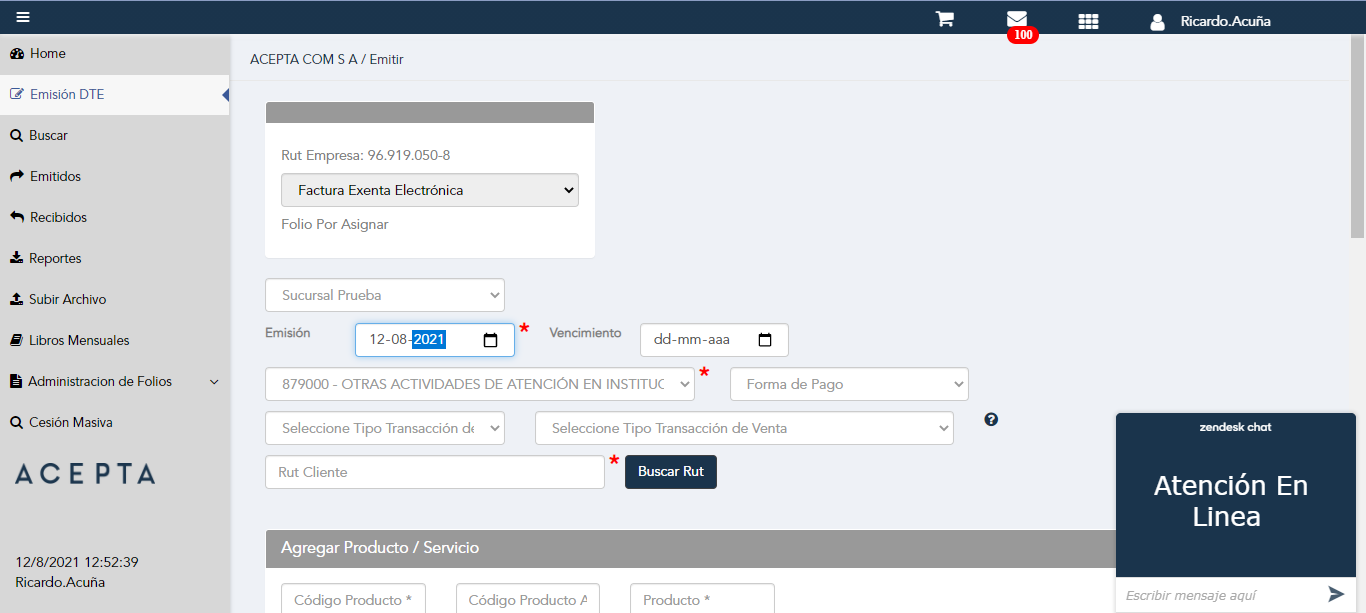 100
Ricardo.Acuña
Home
Emisión DTE
Buscar
Emitidos
Recibidos
Reportes
Subir Archivo
Libros Mensuales
Administracion de Folios
Cesión Masiva
ACEPTA
12/8/2021 12:52:39
Ricardo.Acuña
ACEPTA COM S A / Emitir
Rut Empresa: 96.919.050-8
Factura Exenta Electrónica
Folio Por Asignar
Sucursal Prueba
Emisión 12-08-2021 * Vencimiento dd-mm-aaa
879000 - OTRAS ACTIVIDADES DE ATENCIÓN EN INSTITUC * Forma de Pago
Seleccione Tipo Transacción de Seleccione Tipo Transacción de Venta ?
Rut Cliente * Buscar Rut
Agregar Producto / Servicio
Código Producto * Código Producto A Producto *
zendesk chat
Atención En
Linea
Escribir mensaje aquí